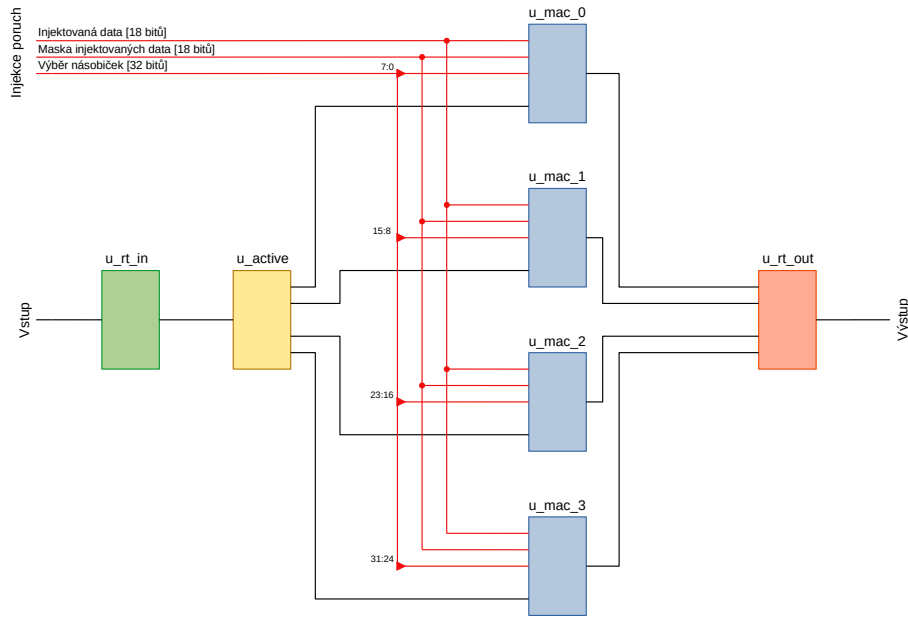 Injekce poruch
Injektovaná data [18 bitů]
Maska injektovaných data [18 bitů]
Výběr násobiček [32 bitů]
7:0
u_mac_0
u_mac_1
15:8
u_rt_in
u_active
u_rt_out
Vstup
Výstup
u_mac_2
23:16
u_mac_3
31:24